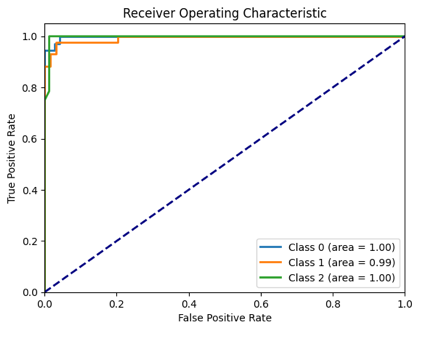 Receiver Operating Characteristic
1.0
0.8
0.6
0.4
0.2
0.0
True Positive Rate
0.0 0.2 0.4 0.6 0.8 1.0
False Positive Rate
Class 0 (area = 1.00)
Class 1 (area = 0.99)
Class 2 (area = 1.00)